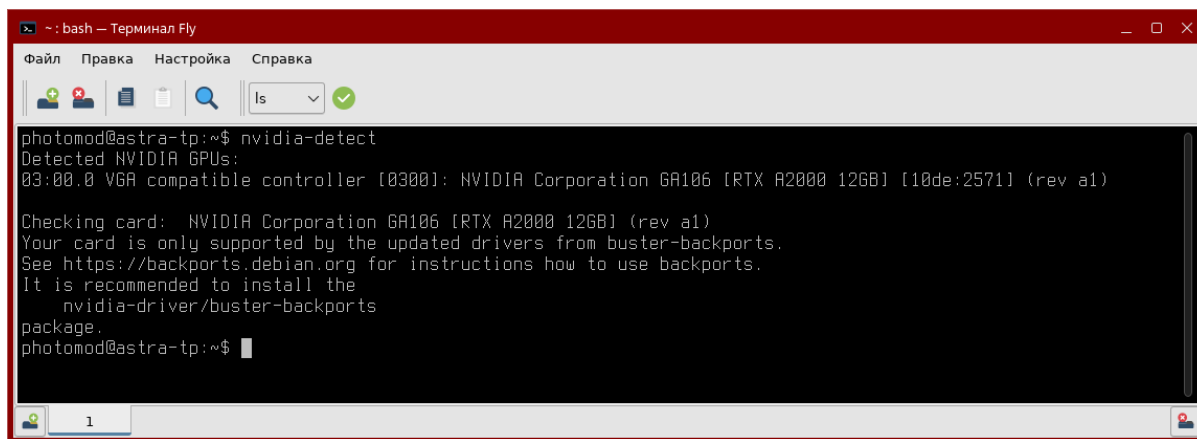 ~ : bash — Терминал Fly
Файл Правка Настройка Справка
ls
photomod@astra-tp:~$ nvidia-detect
Detected NVIDIA GPUs:
03:00.0 VGA compatible controller [0300]: NVIDIA Corporation GA106 [RTX A2000 12GB] [10de:2571] (rev a1)
Checking card:  NVIDIA Corporation GA106 [RTX A2000 12GB] (rev a1)
Your card is only supported by the updated drivers from buster-backports.
See https://backports.debian.org for instructions how to use backports.
It is recommended to install the
    nvidia-driver/buster-backports
package.
photomod@astra-tp:~$
1